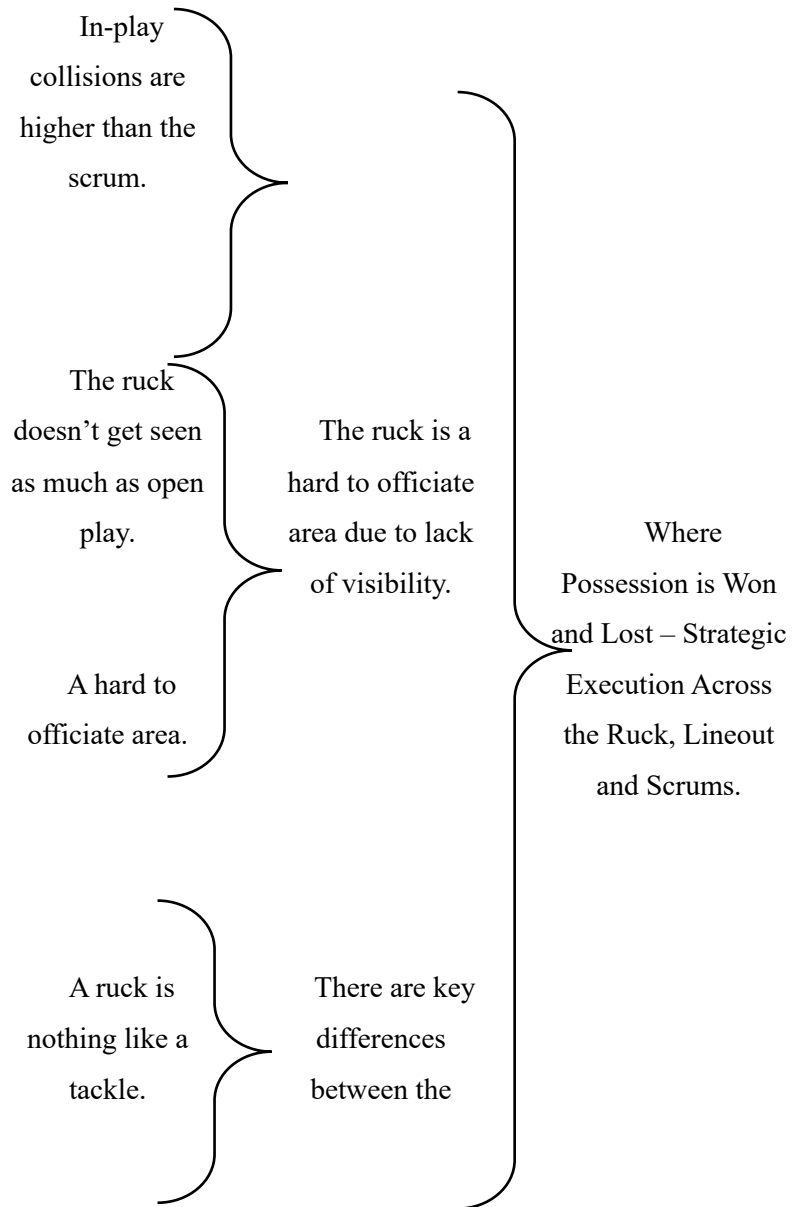 In-play
collisions are
higher than the
scrum.
The ruck
doesn’t get seen
as much as open
play.
A hard to
officiate area.
A ruck is
nothing like a
tackle.
The ruck is a
hard to officiate
area due to lack
of visibility.
There are key
differences
between the
Where
Possession is Won
and Lost – Strategic
Execution Across
the Ruck, Lineout
and Scrums.